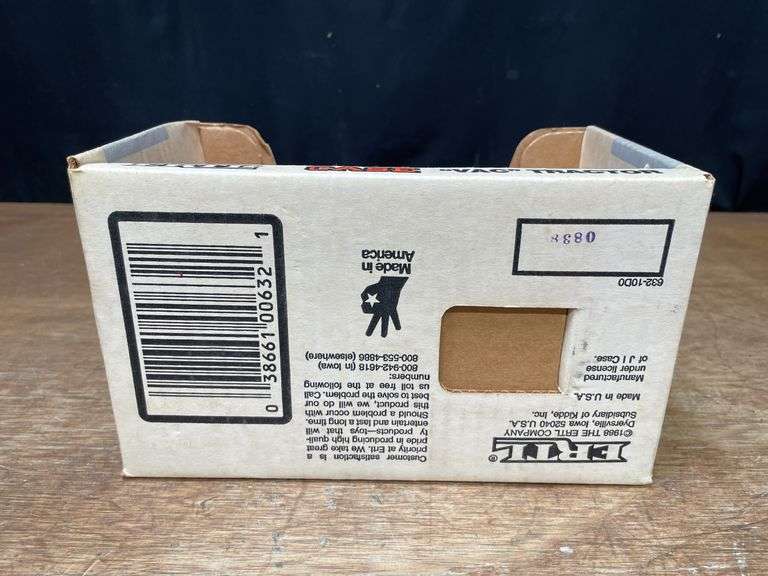 ERTL®
©1988 THE ERTL COMPANY
Dyersville, Iowa 52040 U.S.A.
Subsidiary of Kidde, Inc.
Made in U.S.A.
Manufactured
under license
of J I Case.
632-10D0
0838
Customer satisfaction is a
priority at Ertl. We take great
pride in producing high quali-
ty products—toys that will
entertain and last a long time.
Should a problem occur with
this product, we will do our
best to solve the problem. Call
us toll free at the following
numbers:
800-942-4618 (in Iowa)
800-553-4886 (elsewhere)
Made in
America
0 38661 00632 1
"VAC" TRACTOR
CASE